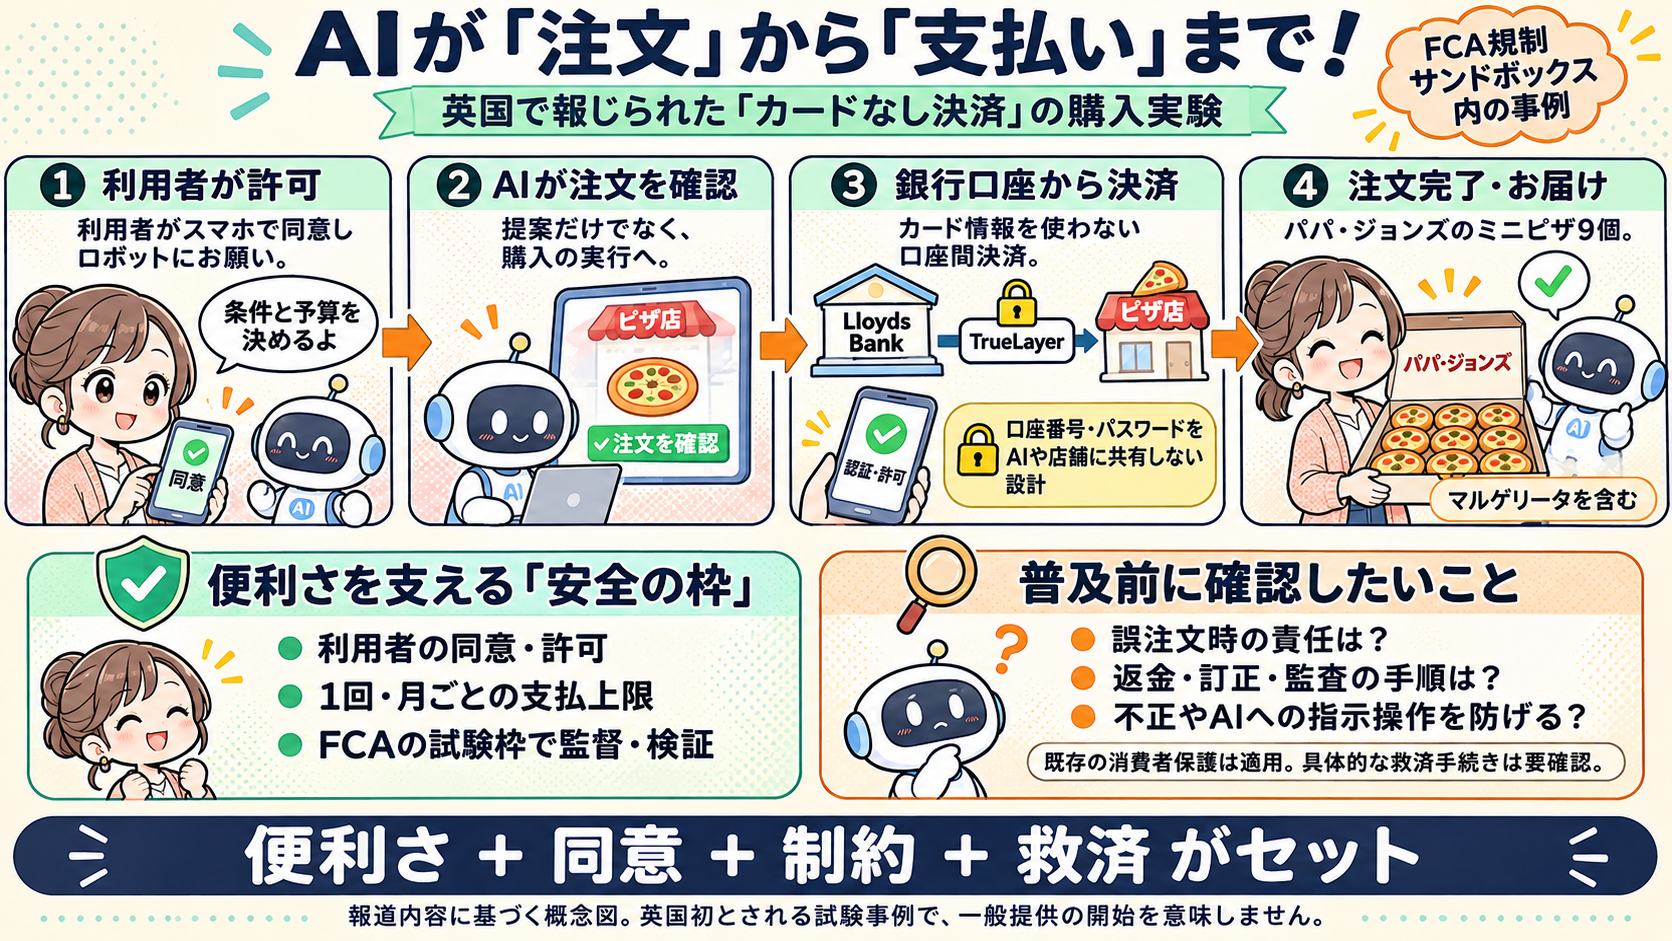 AIが「注文」から「支払い」まで!
英国で報じられた「カードなし決済」の購入実験
FCA規制
サンドボックス
内の事例
1 利用者が許可
利用者がスマホで同意し
ロボットにお願い。
条件と予算を
決めるよ
同意
AI
2 AIが注文を確認
提案だけでなく、
購入の実行へ。
ピザ店
注文を確認
AI
3 銀行口座から決済
カード情報を使わない
口座間決済。
Lloyds
Bank
TrueLayer
ピザ店
認証・許可
口座番号・パスワードを
AIや店舗に共有しない
設計
4 注文完了・お届け
パパ・ジョンズのミニピザ9個。
パパ・ジョンズ
AI
マルゲリータを含む
便利さを支える「安全の枠」
利用者の同意・許可
1回・月ごとの支払上限
FCAの試験枠で監督・検証
普及前に確認したいこと
?
誤注文時の責任は?
返金・訂正・監査の手順は?
不正やAIへの指示操作を防げる?
既存の消費者保護は適用。具体的な救済手続きは要確認。
便利さ + 同意 + 制約 + 救済 がセット
報道内容に基づく概念図。英国初とされる試験事例で、一般提供の開始を意味しません。